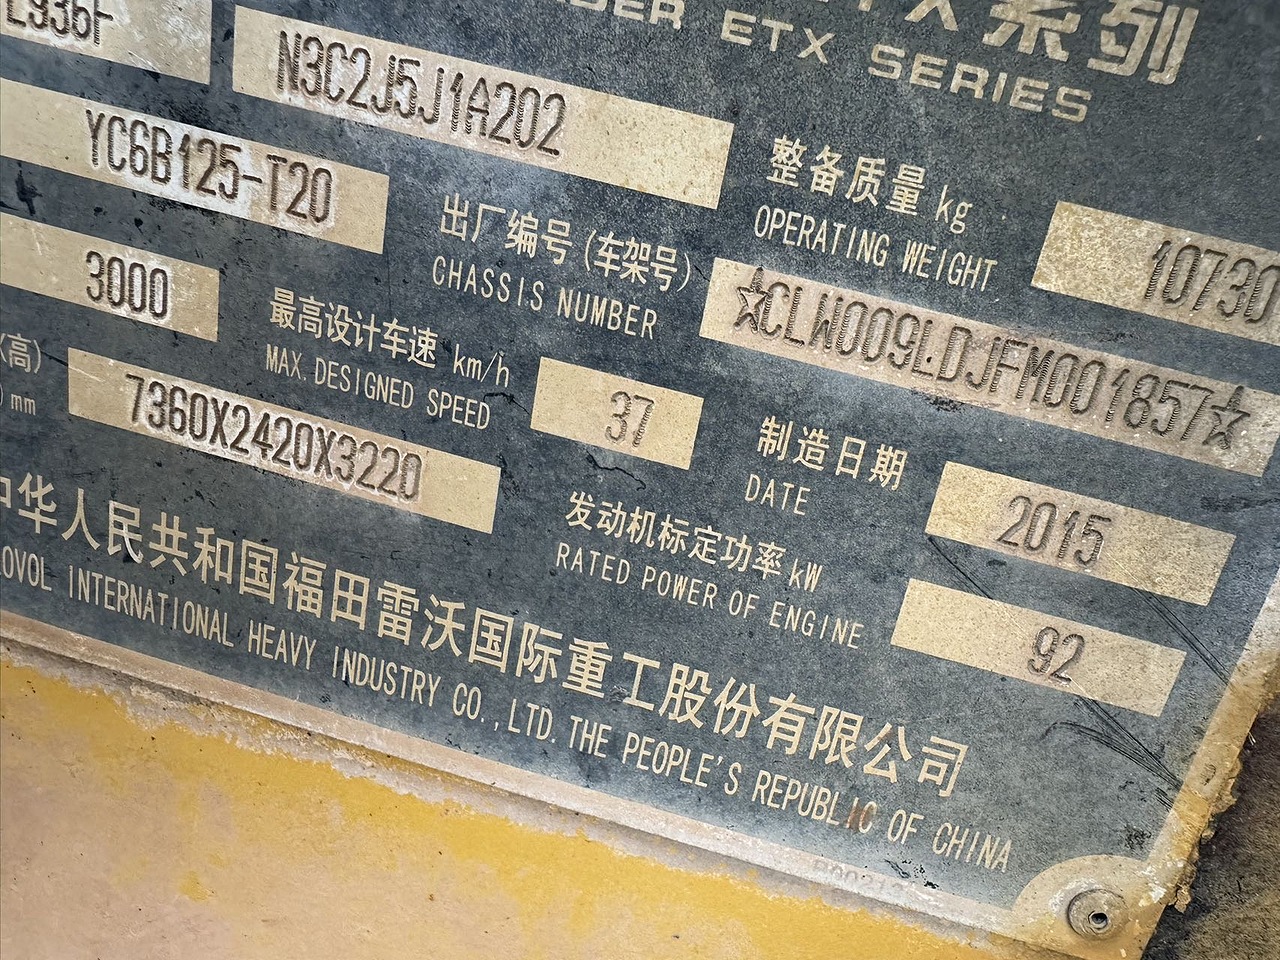 系列
ETX SERIES
N3C2J5J1A202
YC6B125-T20
整备质量 kg
OPERATING WEIGHT
10730
出厂编号(车架号)
CHASSIS NUMBER
☆CLW009LDJFM001857☆
3000
最高设计车速 km/h
MAX. DESIGNED SPEED
37
制造日期
DATE
2015
(高)
) mm
7360X2420X3220
发动机标定功率 kW
RATED POWER OF ENGINE
92
中华人民共和国福田雷沃国际重工股份有限公司
LOVOL INTERNATIONAL HEAVY INDUSTRY CO., LTD. THE PEOPLE'S REPUBLIC OF CHINA